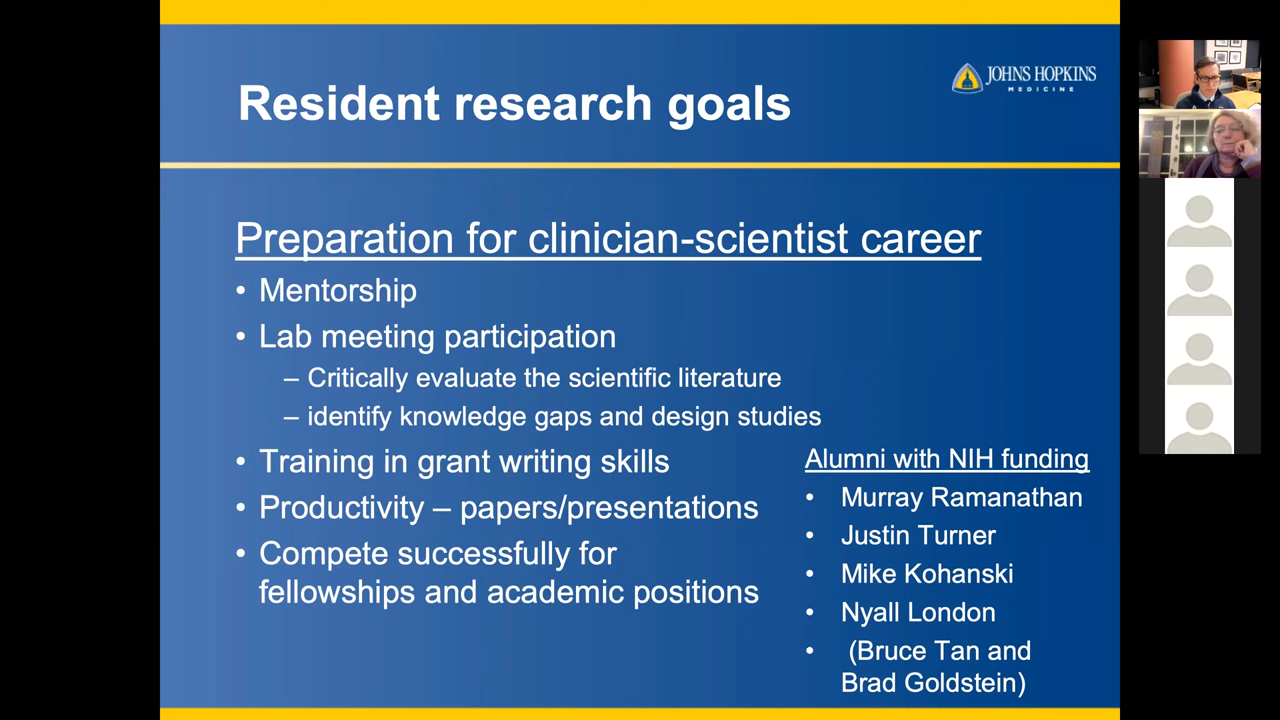 Resident research goals
JOHNS HOPKINS
MEDICINE
Preparation for clinician-scientist career
• Mentorship
• Lab meeting participation
– Critically evaluate the scientific literature
– identify knowledge gaps and design studies
• Training in grant writing skills
• Productivity – papers/presentations
• Compete successfully for
fellowships and academic positions
Alumni with NIH funding
• Murray Ramanathan
• Justin Turner
• Mike Kohanski
• Nyall London
• (Bruce Tan and
Brad Goldstein)